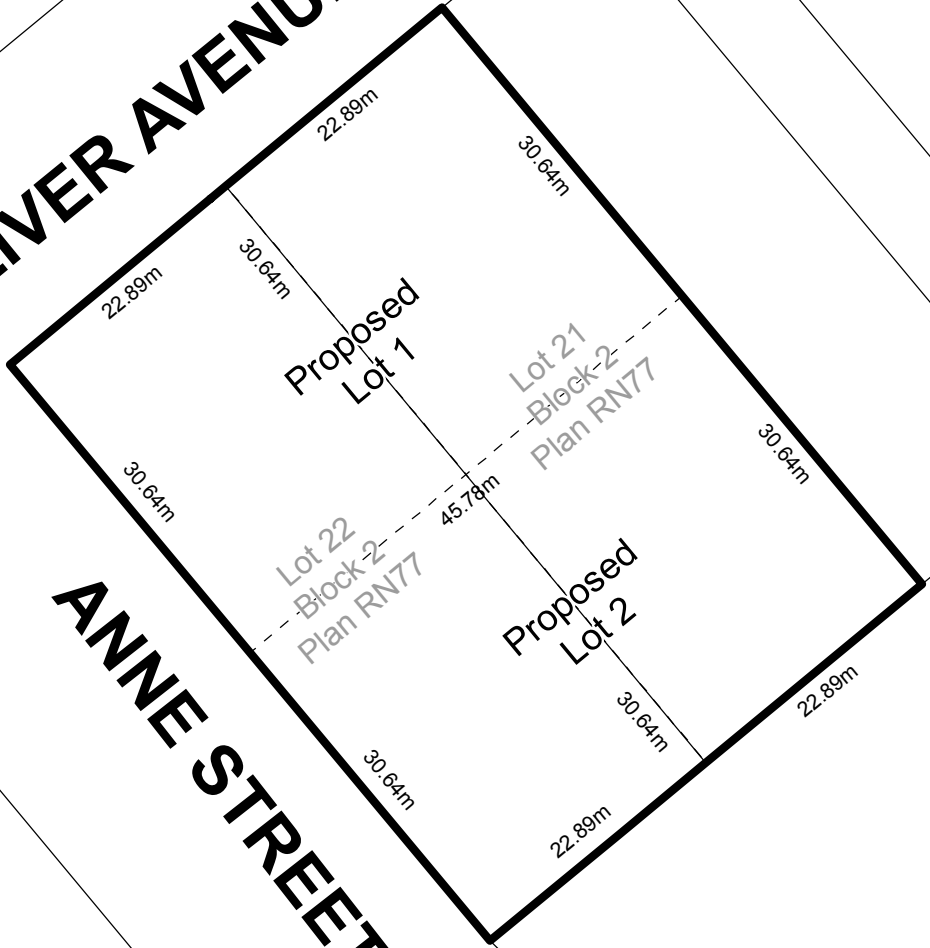 IVER AVENU
22.89m
22.89m
30.64m
30.64m
Proposed
Lot 1
Lot 21
Block 2
Plan RN77
30.64m
30.64m
45.78m
Lot 22
Block 2
Plan RN77
Proposed
Lot 2
ANNE STREET
30.64m
22.89m
30.64m
22.89m